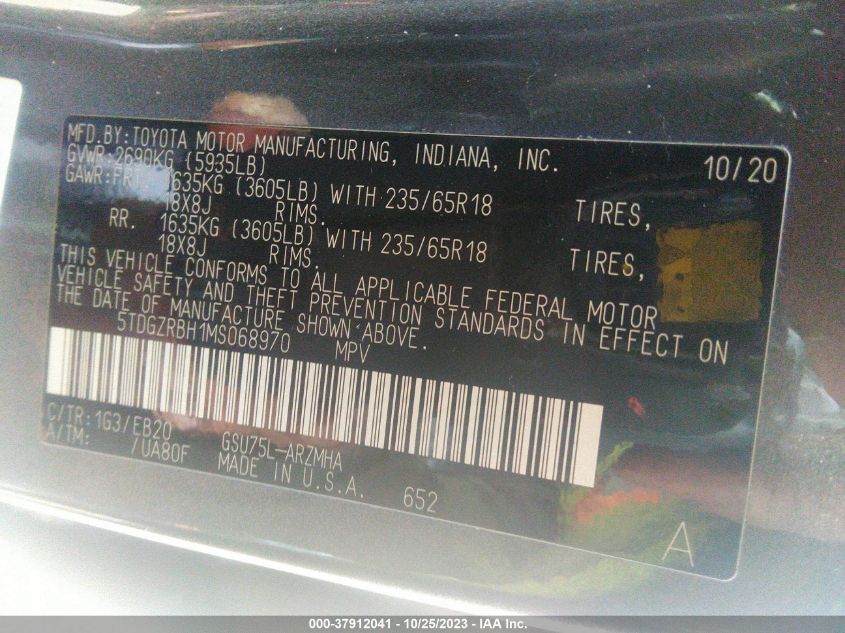 MFD.BY:TOYOTA MOTOR MANUFACTURING, INDIANA, INC. 10/20
GVWR:2690KG (5935LB)
GAWR:FRT. 1635KG (3605LB) WITH 235/65R18 TIRES,
18X8J RIMS.
RR. 1635KG (3605LB) WITH 235/65R18 TIRES,
18X8J RIMS.
THIS VEHICLE CONFORMS TO ALL APPLICABLE FEDERAL MOTOR
VEHICLE SAFETY AND THEFT PREVENTION STANDARDS IN EFFECT ON
THE DATE OF MANUFACTURE SHOWN ABOVE.
5TDGZRBH1MS068970 MPV
C/TR:1G3/EB20 GSU75L-ARZMHA
A/TM: /UA80F MADE IN U.S.A. 652
A
000-37912041 - 10/25/2023 - IAA Inc.